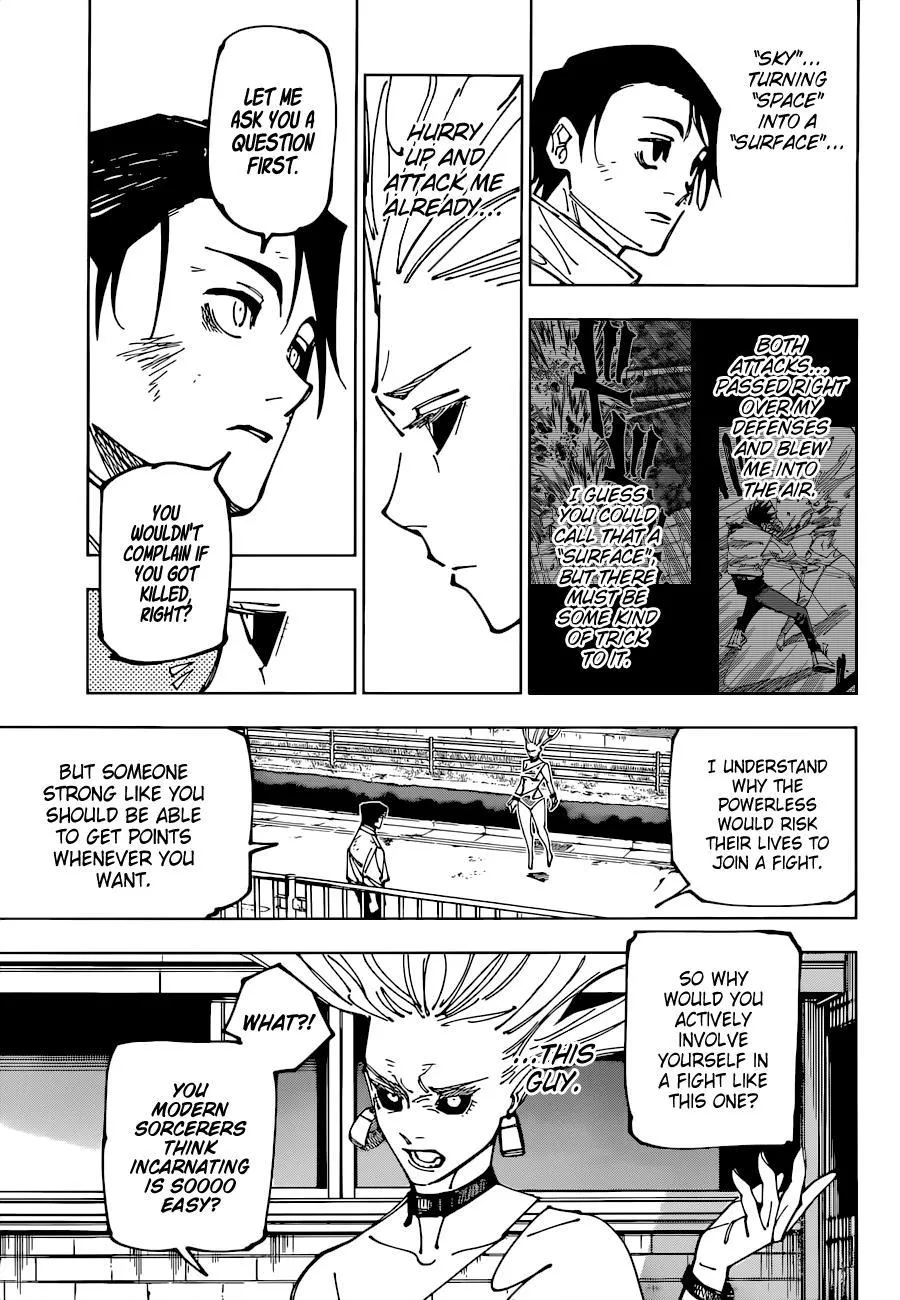 "SKY"...
TURNING
"SPACE"
INTO A
"SURFACE"...
BOTH
ATTACKS...
PASSED RIGHT
OVER MY
DEFENSES
AND BLEW
ME INTO
THE AIR.
I GUESS
YOU COULD
CALL THAT A
"SURFACE",
BUT THERE
MUST BE
SOME KIND
OF TRICK
TO IT.
HURRY
UP AND
ATTACK ME
ALREADY...
LET ME
ASK YOU A
QUESTION
FIRST.
YOU
WOULDN'T
COMPLAIN IF
YOU GOT
KILLED,
RIGHT?
I UNDERSTAND
WHY THE
POWERLESS
WOULD RISK
THEIR LIVES TO
JOIN A FIGHT.
BUT SOMEONE
STRONG LIKE YOU
SHOULD BE ABLE
TO GET POINTS
WHENEVER YOU
WANT.
SO WHY
WOULD YOU
ACTIVELY
INVOLVE
YOURSELF IN
A FIGHT LIKE
THIS ONE?
...THIS
GUY.
WHAT?!
YOU
MODERN
SORCERERS
THINK
INCARNATING
IS SOOOO
EASY?